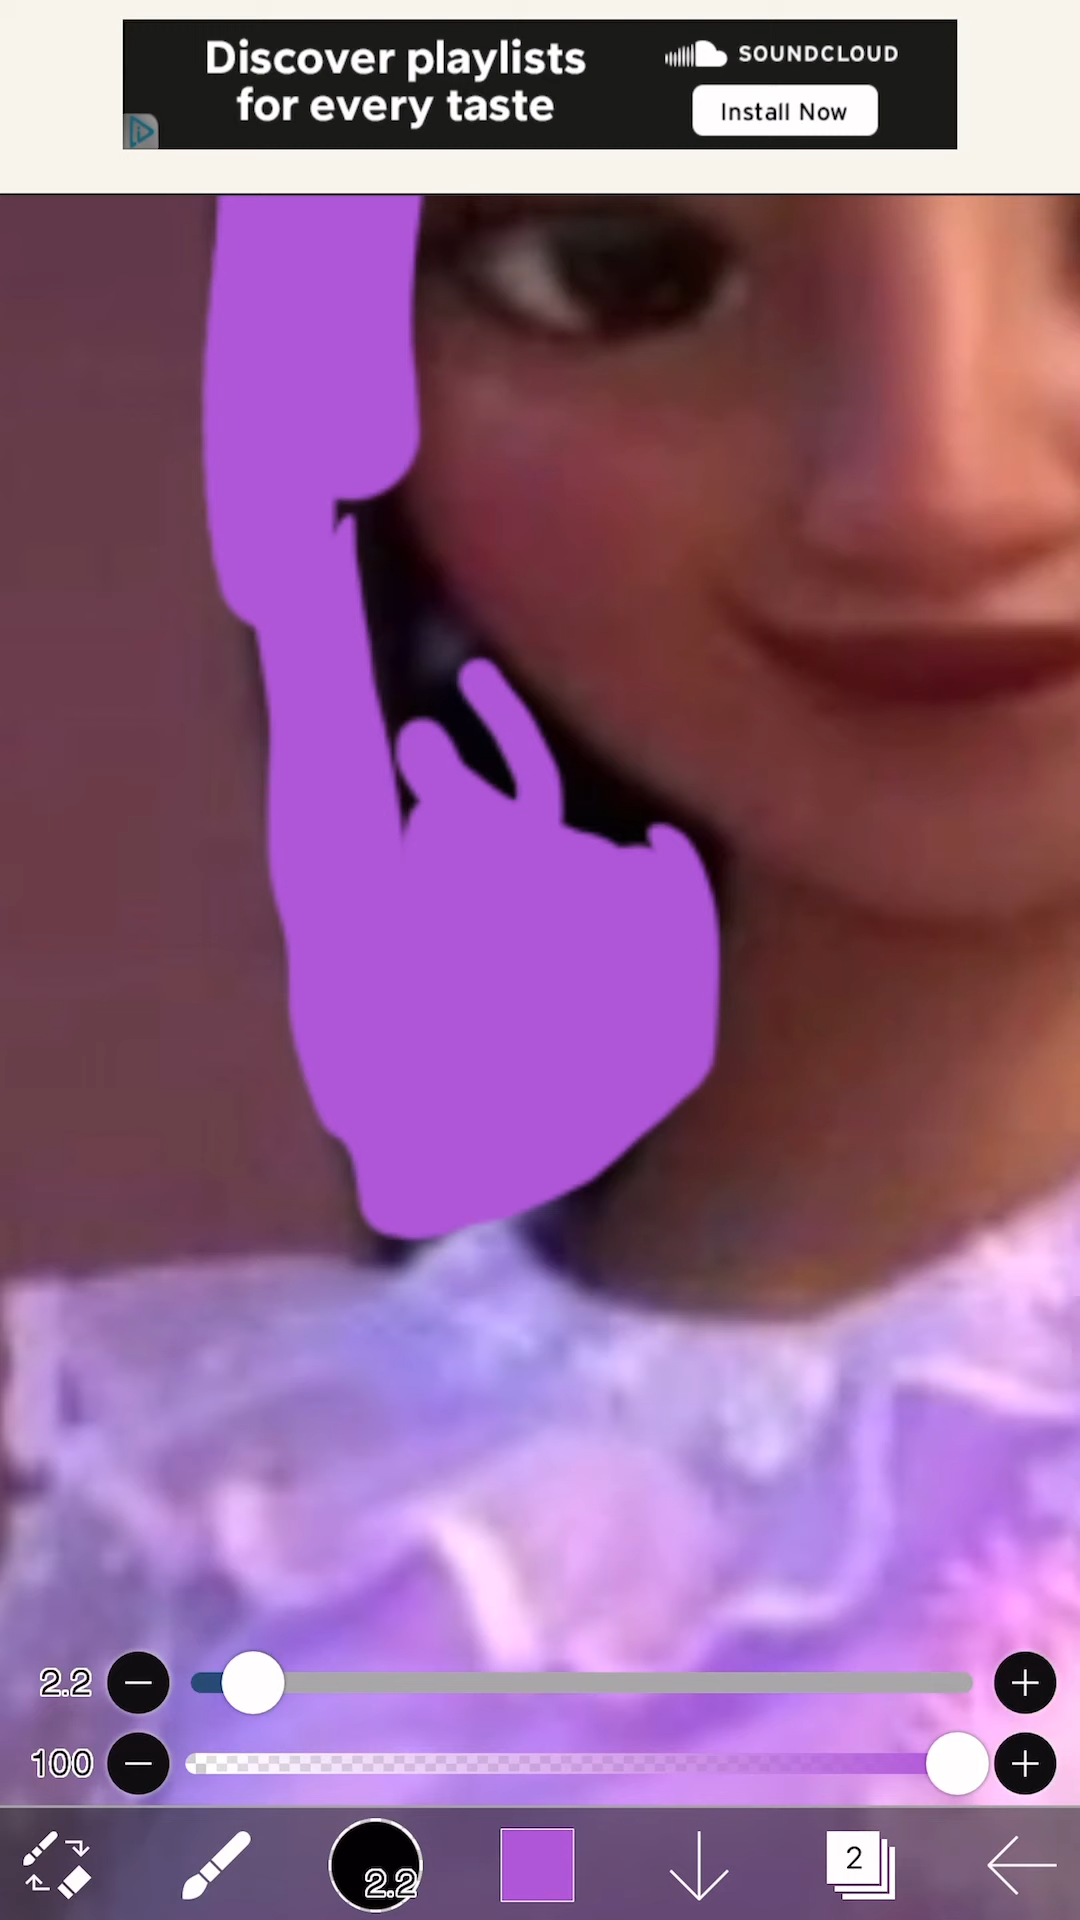 Discover playlists
for every taste
SOUNDCLOUD
Install Now
2.2
100
2.2
2